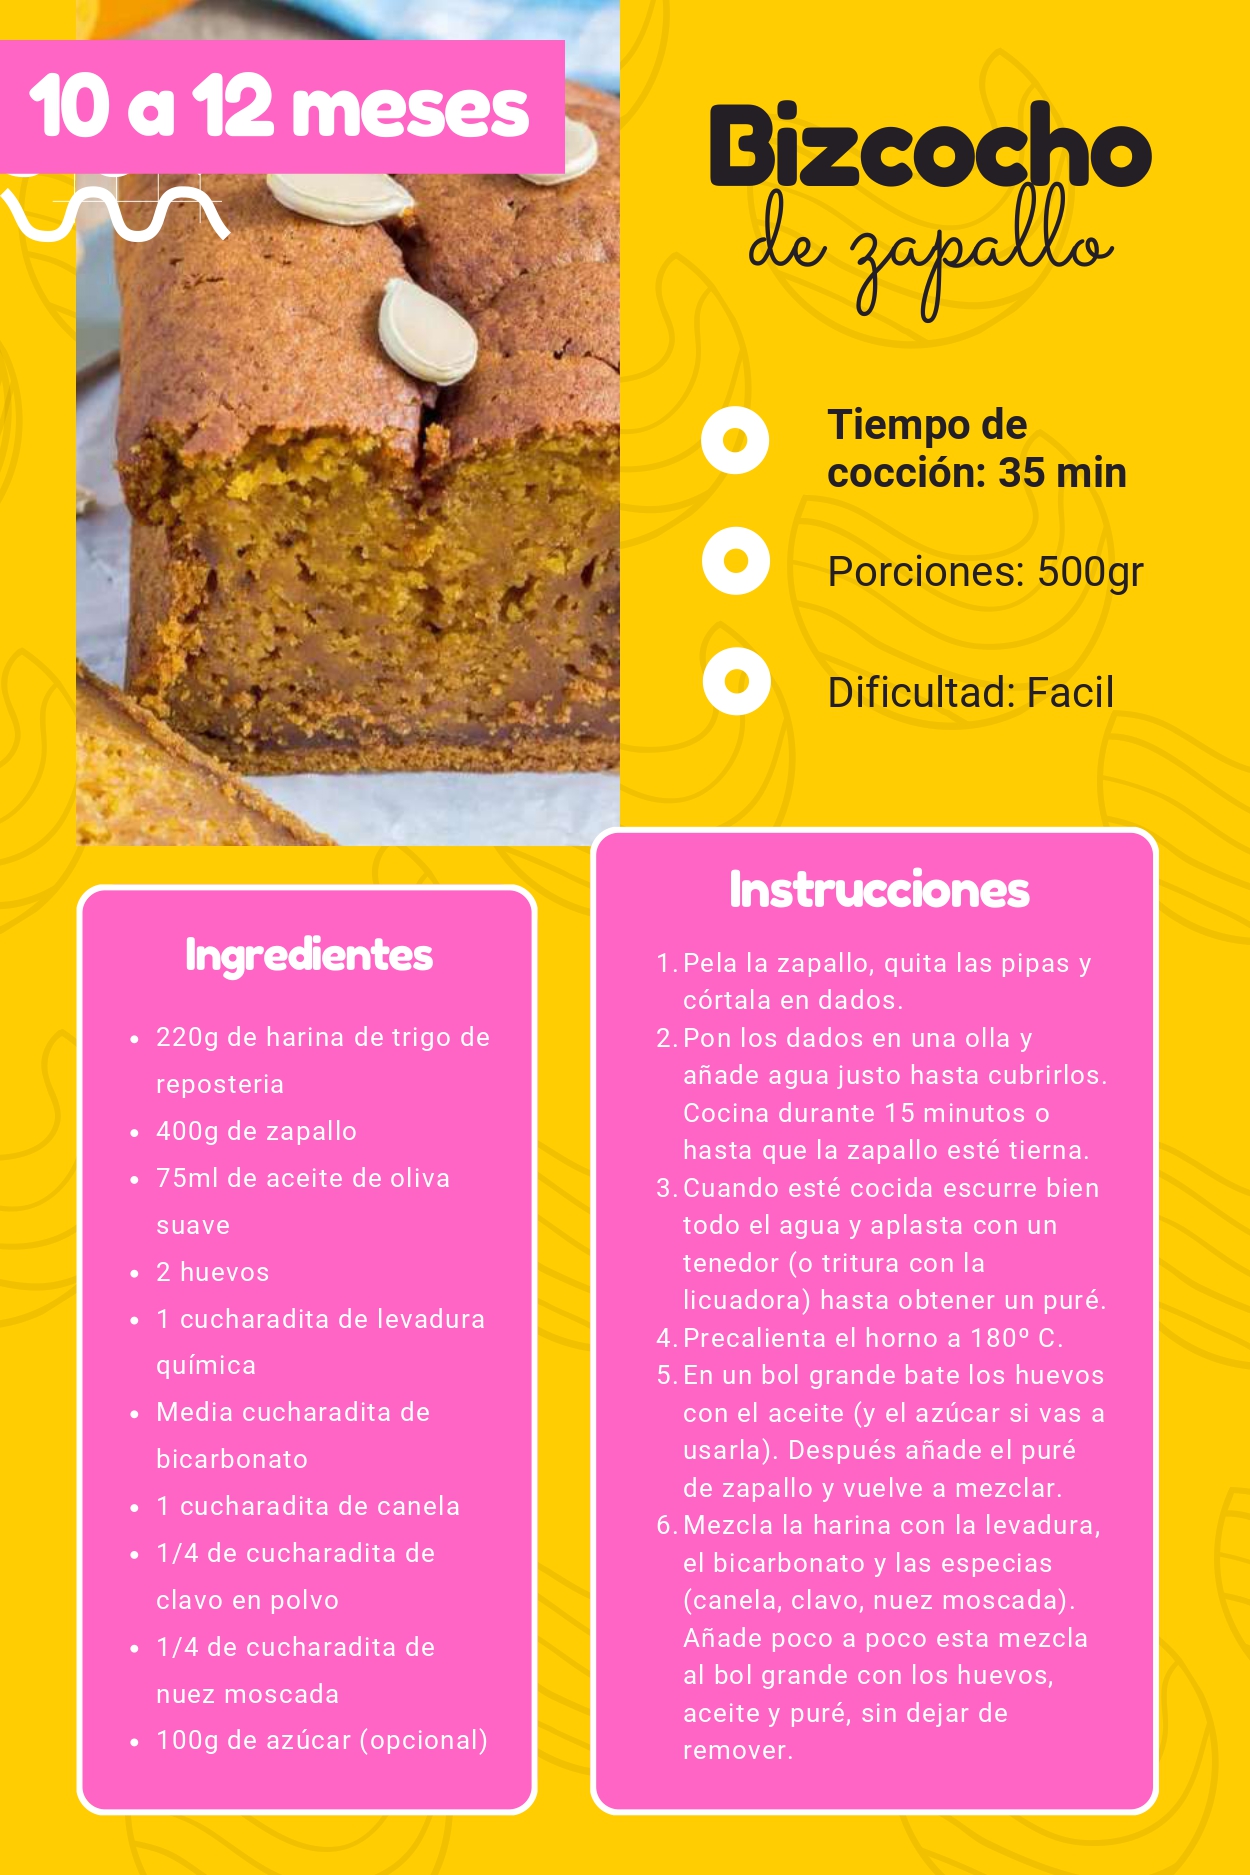 10 a 12 meses
Bizcocho
de zapallo
Tiempo de
cocción: 35 min
Porciones: 500gr
Dificultad: Facil
Ingredientes
• 220g de harina de trigo de
reposteria
• 400g de zapallo
• 75ml de aceite de oliva
suave
• 2 huevos
• 1 cucharadita de levadura
química
• Media cucharadita de
bicarbonato
• 1 cucharadita de canela
• 1/4 de cucharadita de
clavo en polvo
• 1/4 de cucharadita de
nuez moscada
• 100g de azúcar (opcional)
Instrucciones
1. Pela la zapallo, quita las pipas y
córtala en dados.
2. Pon los dados en una olla y
añade agua justo hasta cubrirlos.
Cocina durante 15 minutos o
hasta que la zapallo esté tierna.
3. Cuando esté cocida escurre bien
todo el agua y aplasta con un
tenedor (o tritura con la
licuadora) hasta obtener un puré.
4. Precalienta el horno a 180º C.
5. En un bol grande bate los huevos
con el aceite (y el azúcar si vas a
usarla). Después añade el puré
de zapallo y vuelve a mezclar.
6. Mezcla la harina con la levadura,
el bicarbonato y las especias
(canela, clavo, nuez moscada).
Añade poco a poco esta mezcla
al bol grande con los huevos,
aceite y puré, sin dejar de
remover.